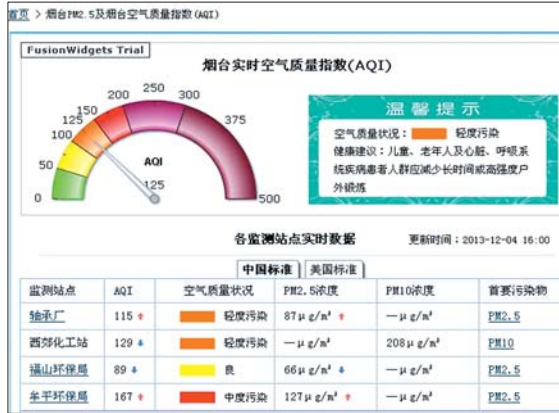 首页 > 烟台PM2.5及烟台空气质量指数(AQI)
FusionWidgets Trial
烟台实时空气质量指数(AQI)
0
50
100
125
150
200
250
300
375
500
AQI
125
温馨提示
空气质量状况： 轻度污染
健康建议：儿童、老年人及心脏、呼吸系
统疾病患者人群应减少长时间或高强度户
外锻炼
各监测站点实时数据 更新时间：2013-12-04 16:00
中国标准 美国标准
监测站点 AQI 空气质量状况 PM2.5浓度 PM10浓度 首要污染物
轴承厂 115 ↑ 轻度污染 87μg/m³ ↑ —μg/m³ PM2.5
西郊化工站 129 ↓ 轻度污染 —μg/m³ 208μg/m³ PM10
福山环保局 89 ↓ 良 66μg/m³ ↓ —μg/m³ PM2.5
牟平环保局 167 ↑ 中度污染 127μg/m³ ↑ —μg/m³ PM2.5